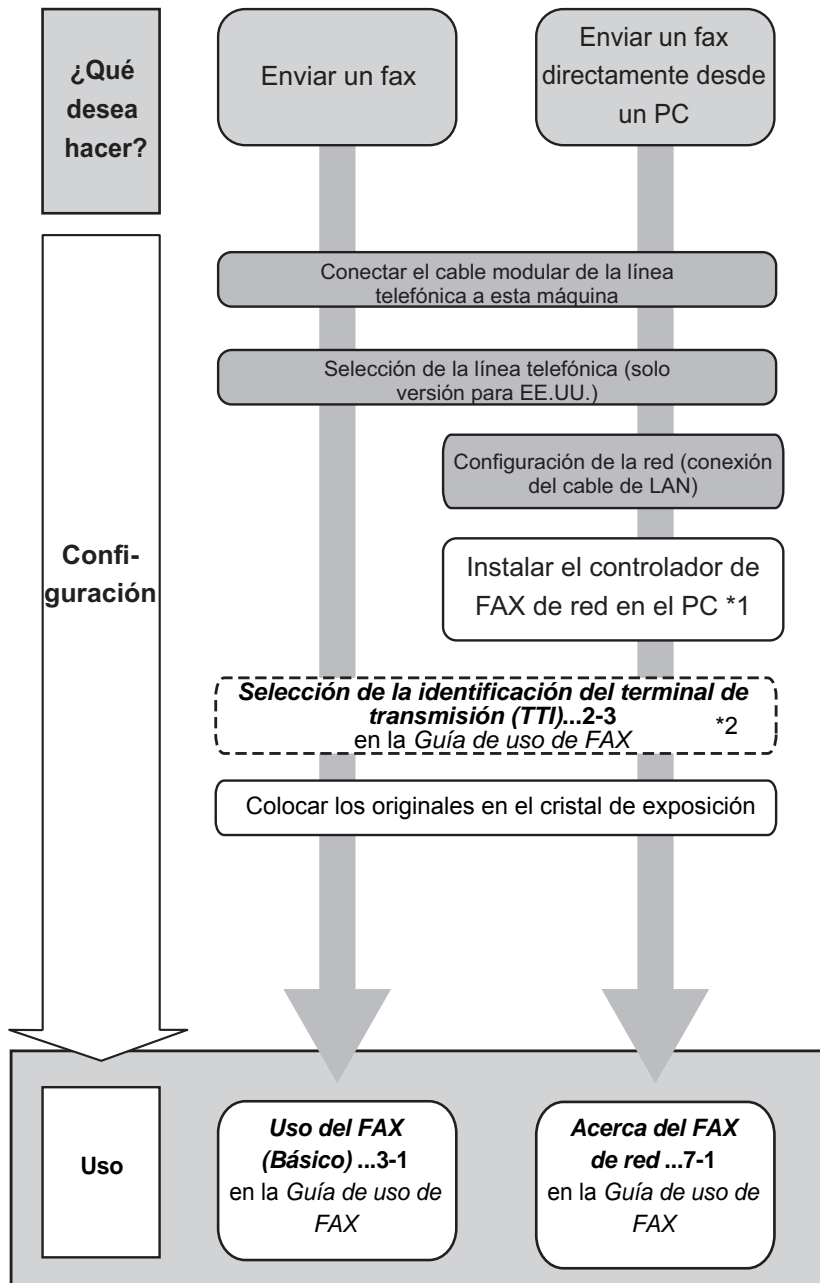 ¿Qué
desea
hacer?
Enviar un fax
Enviar un fax
directamente desde
un PC
Conectar el cable modular de la línea
telefónica a esta máquina
Selección de la línea telefónica (solo
versión para EE.UU.)
Configuración de la red (conexión
del cable de LAN)
Confi-
guración
Instalar el controlador de
FAX de red en el PC *1
Selección de la identificación del terminal de
transmisión (TTI)...2-3
en la Guía de uso de FAX
*2
Colocar los originales en el cristal de exposición
Uso
Uso del FAX
(Básico) ...3-1
en la Guía de uso de
FAX
Acerca del FAX
de red ...7-1
en la Guía de uso de
FAX